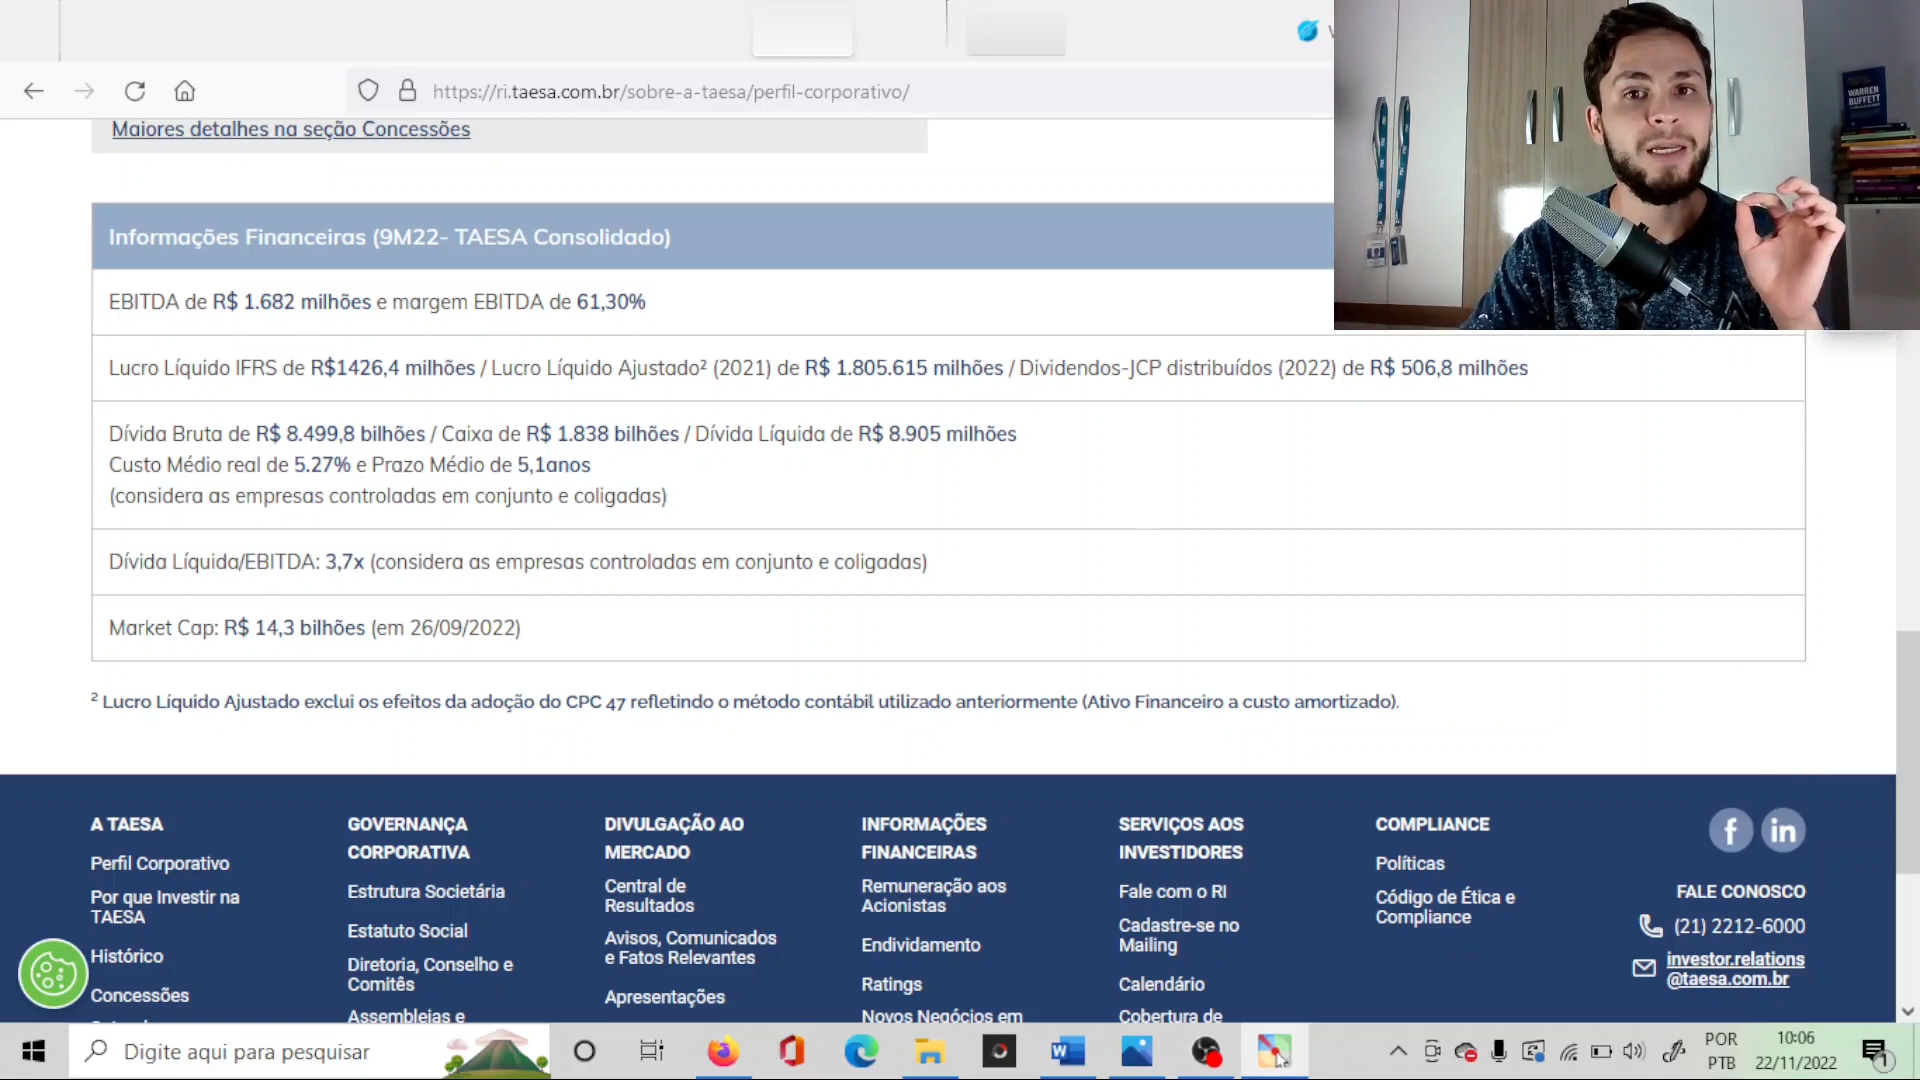 https://ri.taesa.com.br/sobre-a-taesa/perfil-corporativo/
WARREN
BUFFETT
Maiores detalhes na seção Concessões
Informações Financeiras (9M22- TAESA Consolidado)
EBITDA de R$ 1.682 milhões e margem EBITDA de 61,30%
Lucro Líquido IFRS de R$1426,4 milhões / Lucro Líquido Ajustado² (2021) de R$ 1.805.615 milhões / Dividendos-JCP distribuídos (2022) de R$ 506,8 milhões
Dívida Bruta de R$ 8.499,8 bilhões / Caixa de R$ 1.838 bilhões / Dívida Líquida de R$ 8.905 milhões
Custo Médio real de 5.27% e Prazo Médio de 5,1anos
(considera as empresas controladas em conjunto e coligadas)
Dívida Líquida/EBITDA: 3,7x (considera as empresas controladas em conjunto e coligadas)
Market Cap: R$ 14,3 bilhões (em 26/09/2022)
² Lucro Líquido Ajustado exclui os efeitos da adoção do CPC 47 refletindo o método contábil utilizado anteriormente (Ativo Financeiro a custo amortizado).
A TAESA
Perfil Corporativo
Por que Investir na
TAESA
Histórico
Concessões
GOVERNANÇA
CORPORATIVA
Estrutura Societária
Estatuto Social
Diretoria, Conselho e
Comitês
Assembleias e
DIVULGAÇÃO AO
MERCADO
Central de
Resultados
Avisos, Comunicados
e Fatos Relevantes
Apresentações
INFORMAÇÕES
FINANCEIRAS
Remuneração aos
Acionistas
Endividamento
Ratings
Novos Negócios em
SERVIÇOS AOS
INVESTIDORES
Fale com o RI
Cadastre-se no
Mailing
Calendário
Cobertura de
COMPLIANCE
Políticas
Código de Ética e
Compliance
f
in
FALE CONOSCO
(21) 2212-6000
investor.relations
@taesa.com.br
Digite aqui para pesquisar
W
POR
PTB
10:06
22/11/2022
1